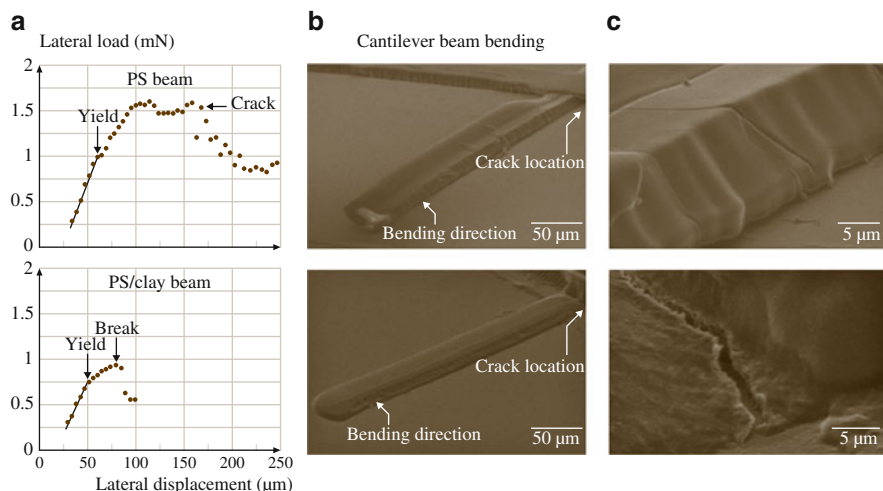 a
b
c
Lateral load (mN)
Cantilever beam bending
2
1.5
1
0.5
0
PS beam
Yield
Crack
Crack location
Bending direction
50 µm
5 µm
2
1.5
1
0.5
0
PS/clay beam
Break
Yield
Crack location
Bending direction
50 µm
5 µm
0
50
100
150
200
250
Lateral displacement (µm)